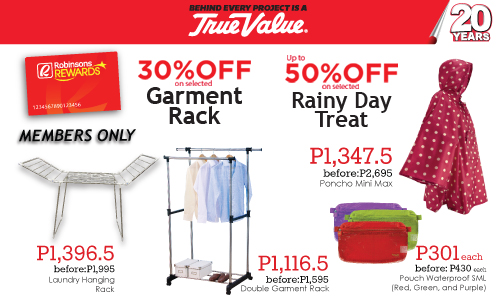 BEHIND EVERY PROJECT IS A
True Value.
20
YEARS
Robinsons
REWARDS
1234567890123456
MEMBERS ONLY
30%OFF
on selected
Garment
Rack
Up to
50%OFF
on selected
Rainy Day
Treat
P1,347.5
before:P2,695
Poncho Mini Max
P1,396.5
before:P1,995
Laundry Hanging
Rack
P1,116.5
before:P1,595
Double Garment Rack
P301 each
before: P430 each
Pouch Waterproof SML
(Red, Green, and Purple)